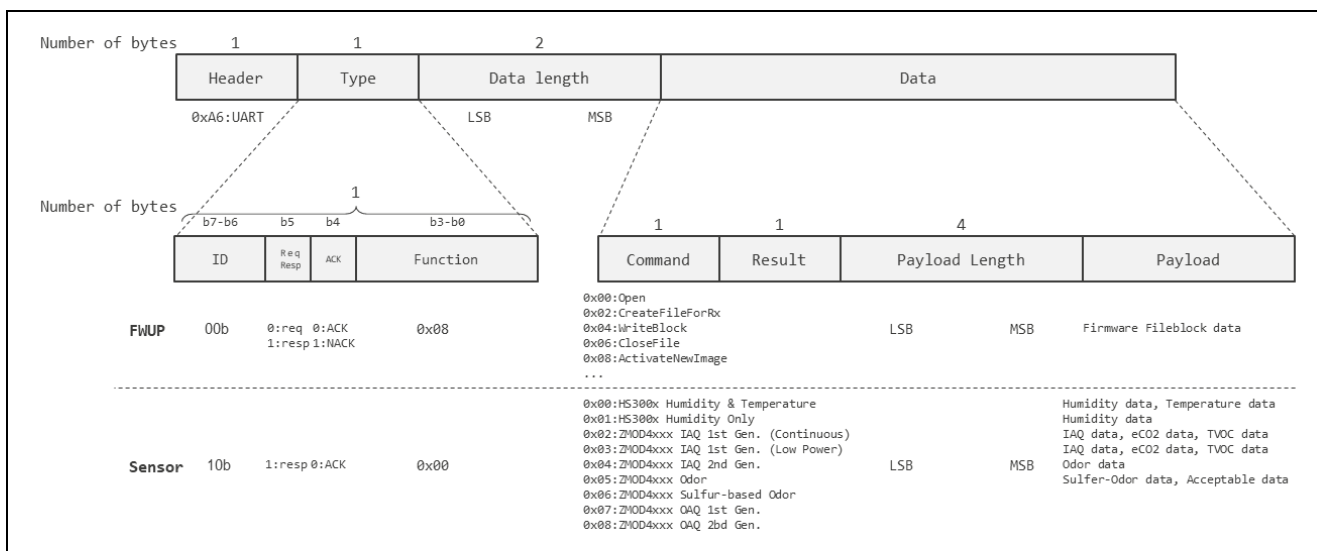 Number of bytes 1 1 2
Header Type Data length Data
0xA6:UART LSB MSB
1
Number of bytes
b7-b6 b5 b4 b3-b0 1 1 4
ID Req Resp ACK Function Command Result Payload Length Payload
0x00:Open
0x02:CreateFileForRx
FWUP 00b 0:req 0:ACK 0x08 0x04:WriteBlock LSB MSB Firmware Fileblock data
1:resp 1:NACK 0x06:CloseFile
0x08:ActivateNewImage
...
0x00:HS300x Humidity & Temperature Humidity data, Temperature data
0x01:HS300x Humidity Only Humidity data
0x02:ZMOD4xxx IAQ 1st Gen. (Continuous) IAQ data, eCO2 data, TVOC data
0x03:ZMOD4xxx IAQ 1st Gen. (Low Power) IAQ data, eCO2 data, TVOC data
Sensor 10b 1:resp 0:ACK 0x00 0x04:ZMOD4xxx IAQ 2nd Gen. LSB MSB Odor data
0x05:ZMOD4xxx Odor Sulfer-Odor data, Acceptable data
0x06:ZMOD4xxx Sulfur-based Odor
0x07:ZMOD4xxx OAQ 1st Gen.
0x08:ZMOD4xxx OAQ 2bd Gen.